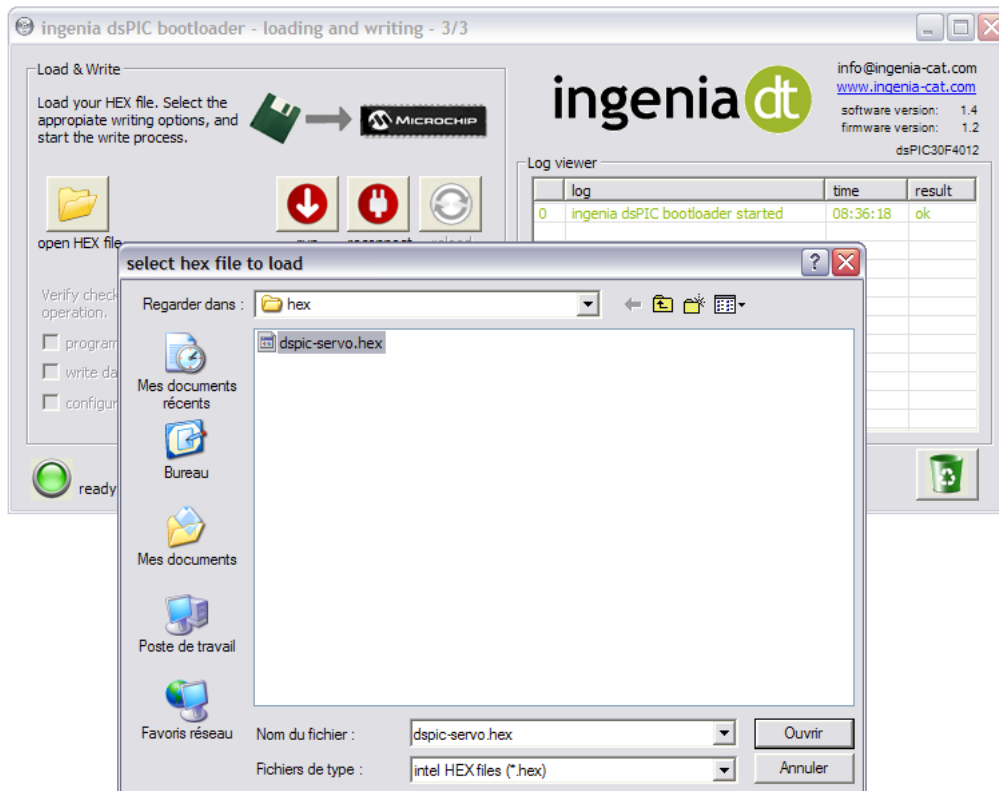 ingenia dsPIC bootloader - loading and writing - 3/3
Load & Write
Load your HEX file. Select the
appropiate writing options, and
start the write process.
MICROCHIP
open HEX file
ingenia dt
info@ingenia-cat.com
www.ingenia-cat.com
software version: 1.4
firmware version: 1.2
dsPIC30F4012
Log viewer
log time result
0 ingenia dsPIC bootloader started 08:36:18 ok
Verify check
operation.
program
write da
configur
ready
select hex file to load
Regarder dans : hex
dspic-servo.hex
Mes documents
récents
Bureau
Mes documents
Poste de travail
Favoris réseau
Nom du fichier : dspic-servo.hex Ouvrir
Fichiers de type : intel HEX files (*.hex) Annuler